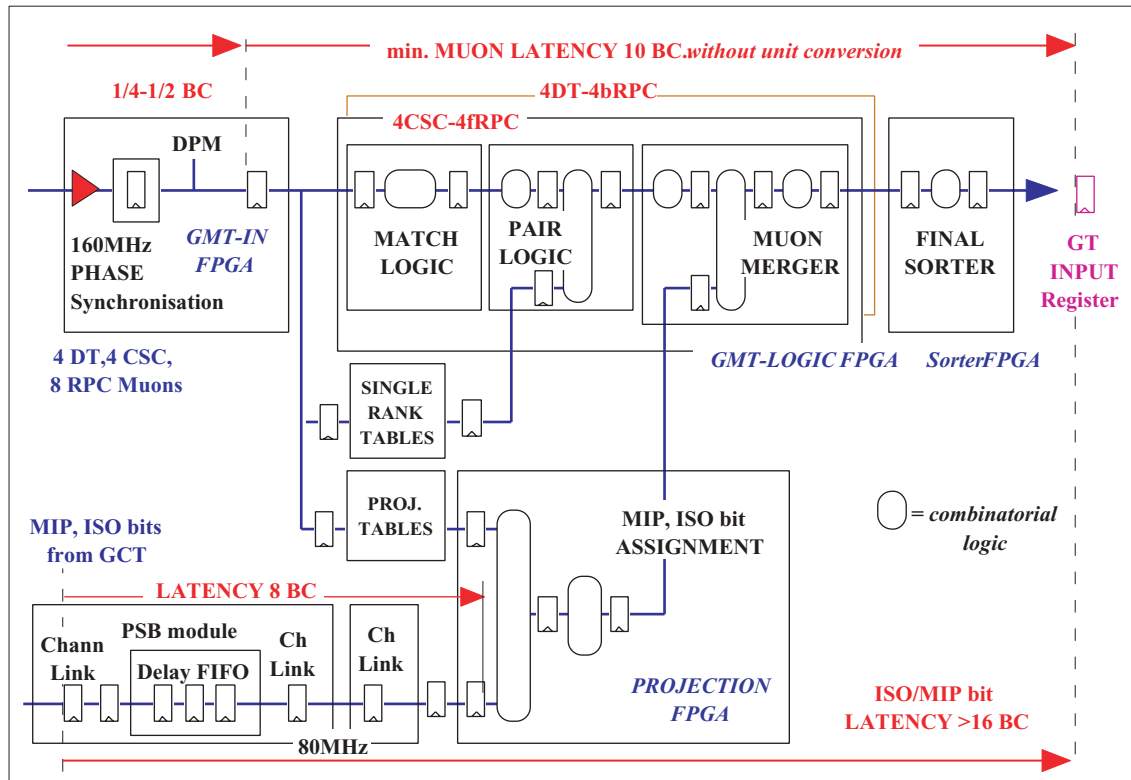 min. MUON LATENCY 10 BC.without unit conversion
1/4-1/2 BC
4DT-4bRPC
4CSC-4fRPC
DPM
160MHz
PHASE
Synchronisation
GMT-IN
FPGA
MATCH
LOGIC
PAIR
LOGIC
MUON
MERGER
FINAL
SORTER
GT
INPUT
Register
4 DT,4 CSC,
8 RPC Muons
GMT-LOGIC FPGA
SorterFPGA
SINGLE
RANK
TABLES
PROJ.
TABLES
MIP, ISO bit
ASSIGNMENT
= combinatorial
logic
MIP, ISO bits
from GCT
LATENCY 8 BC
PSB module
Chann
Link
Delay FIFO
Ch
Link
Ch
Link
PROJECTION
FPGA
80MHz
ISO/MIP bit
LATENCY >16 BC